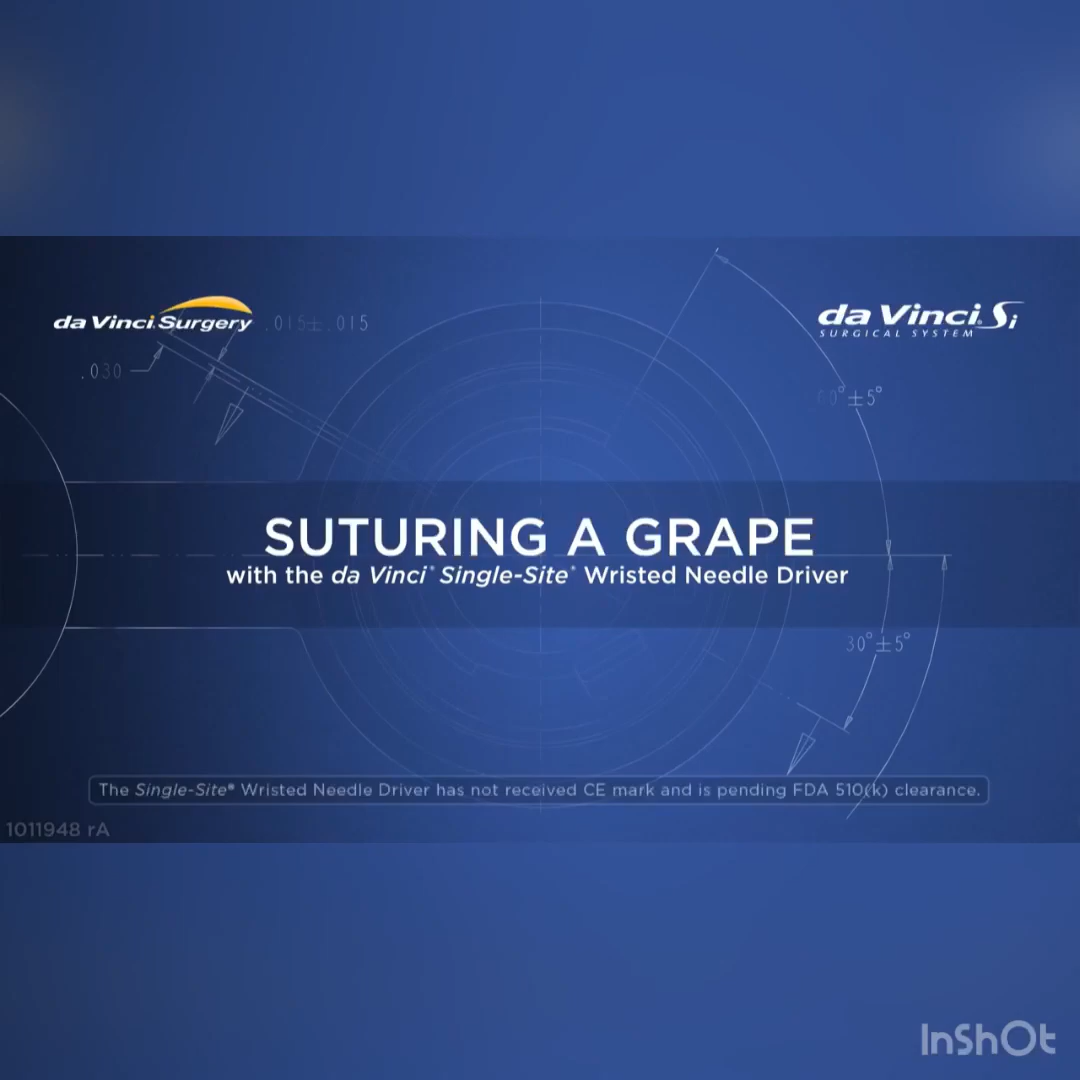 da Vinci Surgery
.015±.015
da Vinci Si
SURGICAL SYSTEM
.030
60°±5°
SUTURING A GRAPE
with the da Vinci® Single-Site® Wristed Needle Driver
30°±5°
The Single-Site® Wristed Needle Driver has not received CE mark and is pending FDA 510(k) clearance.
1011948 rA
InShOt